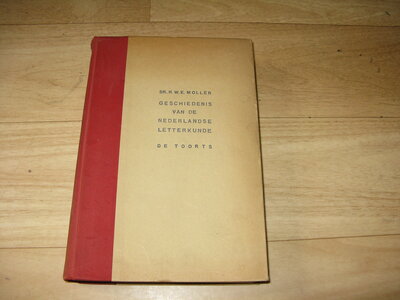 DR. H.W.E. MOLLER
GESCHIEDENIS
VAN DE
NEDERLANDSE
LETTERKUNDE
DE TOORTS